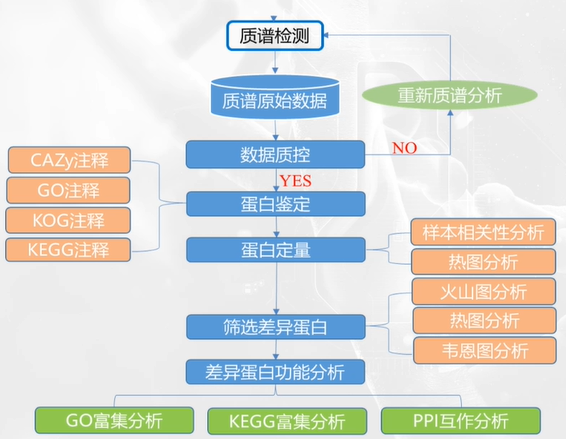 质谱检测
质谱原始数据
重新质谱分析
数据质控
NO
YES
CAZy注释
GO注释
KOG注释
KEGG注释
蛋白鉴定
蛋白定量
样本相关性分析
热图分析
筛选差异蛋白
火山图分析
热图分析
韦恩图分析
差异蛋白功能分析
GO富集分析
KEGG富集分析
PPI互作分析